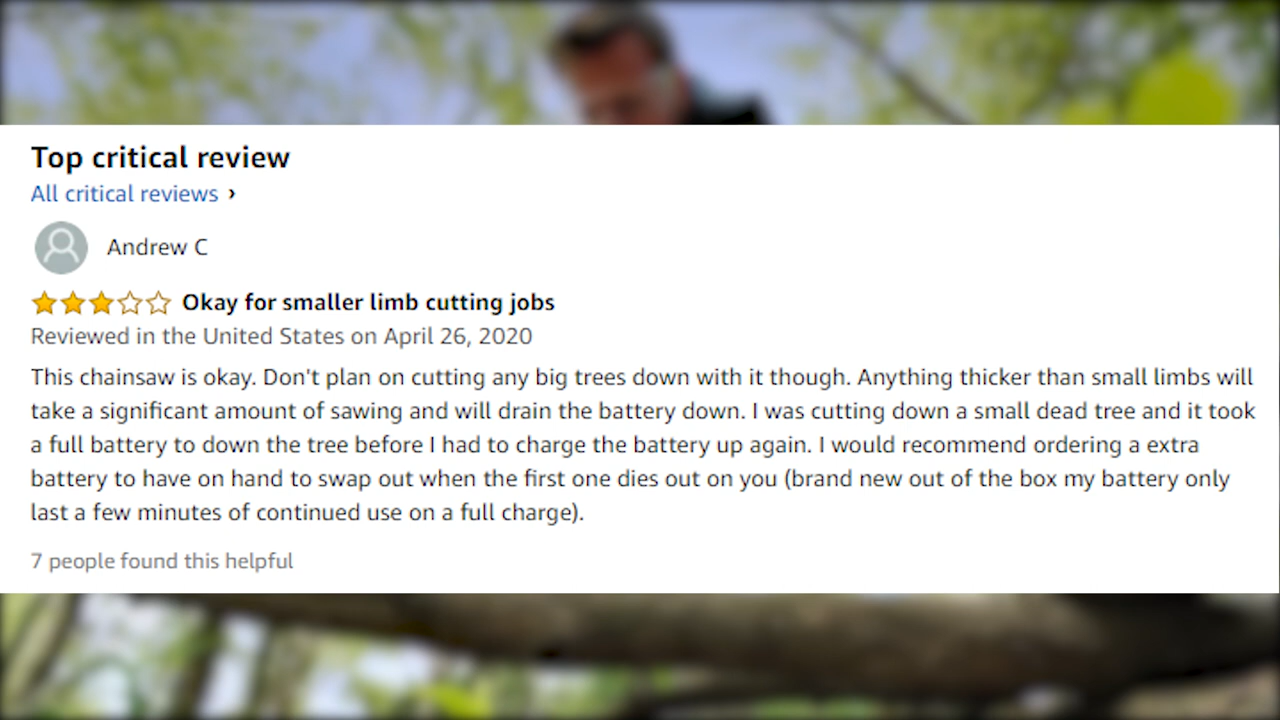 Top critical review
All critical reviews ›
Andrew C
Okay for smaller limb cutting jobs
Reviewed in the United States on April 26, 2020
This chainsaw is okay. Don't plan on cutting any big trees down with it though. Anything thicker than small limbs will
take a significant amount of sawing and will drain the battery down. I was cutting down a small dead tree and it took
a full battery to down the tree before I had to charge the battery up again. I would recommend ordering a extra
battery to have on hand to swap out when the first one dies out on you (brand new out of the box my battery only
last a few minutes of continued use on a full charge).
7 people found this helpful